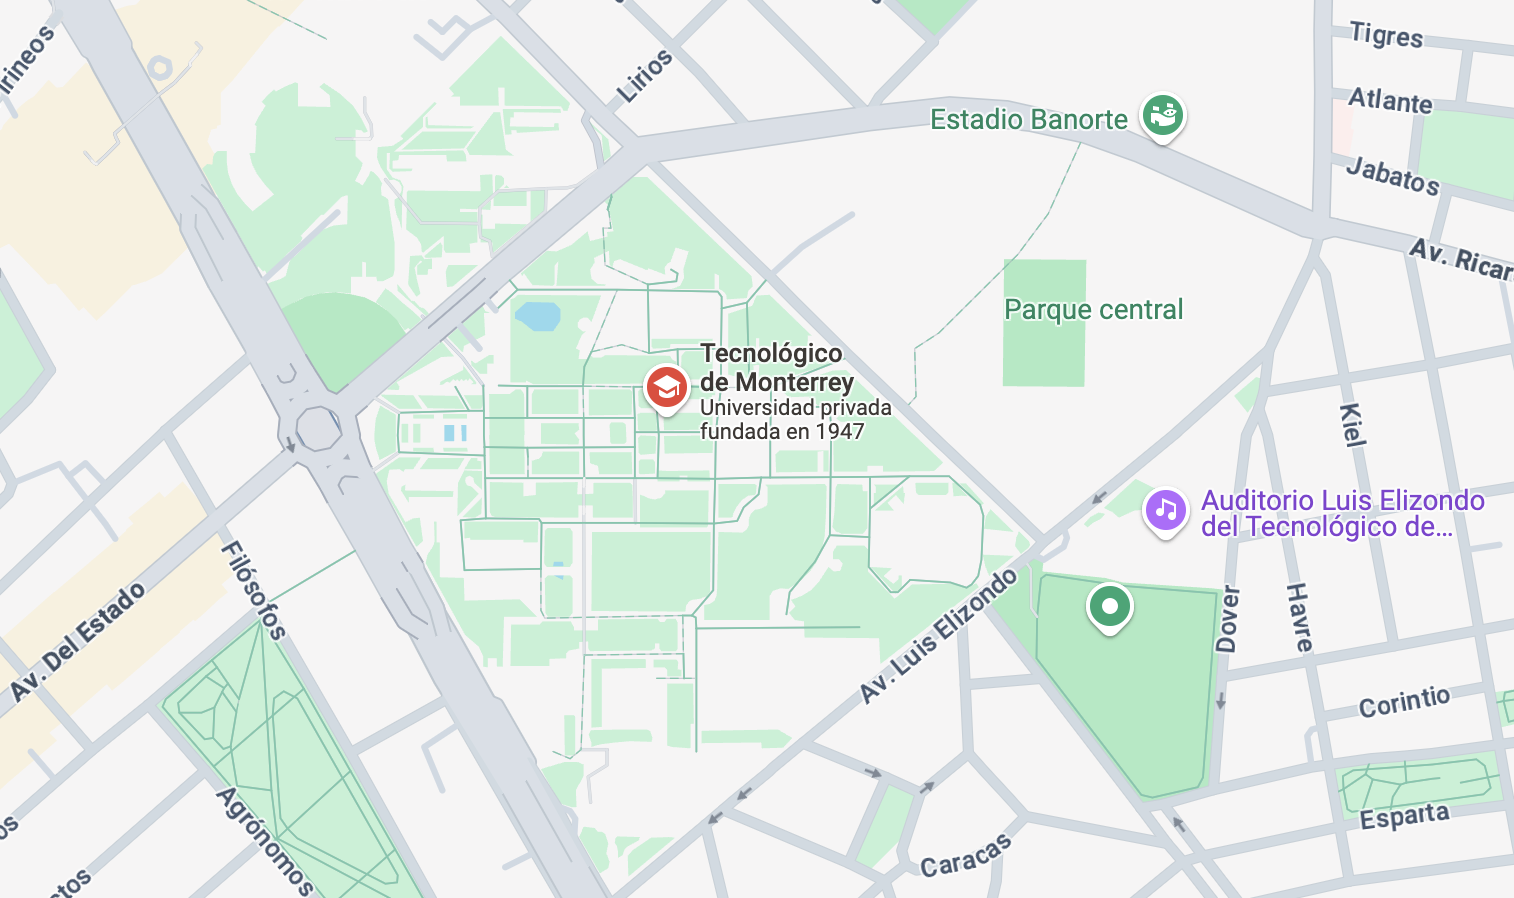 Tigres
Lirios
Atlante
Estadio Banorte
Jabatos
Av. Ricar
Parque central
Tecnológico
de Monterrey
Universidad privada
fundada en 1947
Kiel
Auditorio Luis Elizondo
del Tecnológico de...
Filósofos
Av. Del Estado
Av. Luis Elizondo
Dover
Havre
Corintio
Agrónomos
Esparta
Caracas
irineos
os
stos